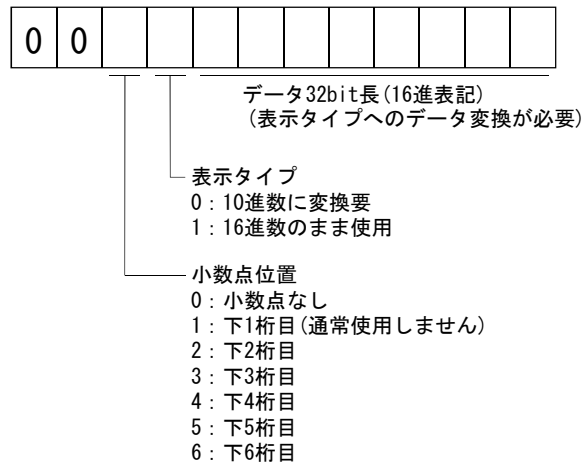 0 0
データ32bit長(16進表記)
(表示タイプへのデータ変換が必要)
表示タイプ
0：10進数に変換要
1：16進数のまま使用
小数点位置
0：小数点なし
1：下1桁目(通常使用しません)
2：下2桁目
3：下3桁目
4：下4桁目
5：下5桁目
6：下6桁目